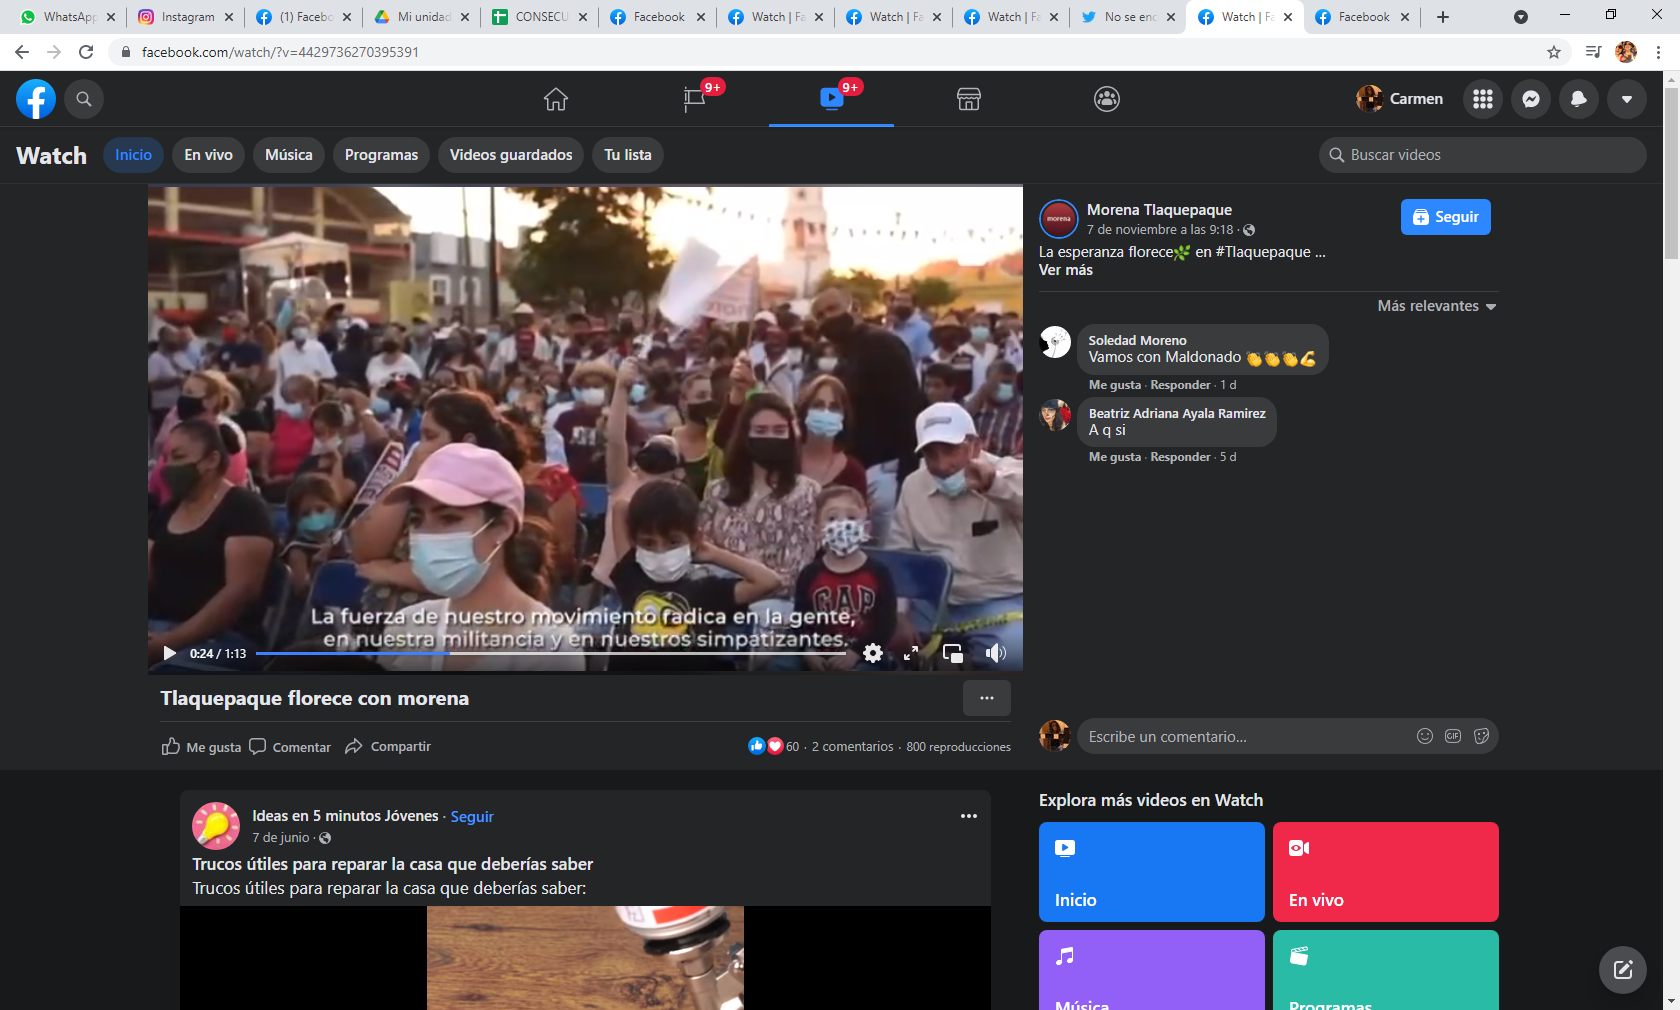 WhatsApp
Instagram
(1) Facebo
Mi unidad
CONSECU
Facebook
Watch | Fa
Watch | Fa
Watch | Fa
No se enc
Watch | Fa
Facebook
facebook.com/watch/?v=4429736270395391
9+
9+
Carmen
Watch
Inicio
En vivo
Música
Programas
Videos guardados
Tu lista
Buscar videos
GAP
La fuerza de nuestro movimiento radica en la gente,
en nuestra militancia y en nuestros simpatizantes.
0:24 / 1:13
Tlaquepaque florece con morena
Me gusta
Comentar
Compartir
60 · 2 comentarios · 800 reproducciones
morena
Morena Tlaquepaque
7 de noviembre a las 9:18 ·
Seguir
La esperanza florece🌿 en #Tlaquepaque ...
Ver más
Más relevantes
Soledad Moreno
Vamos con Maldonado 👏👏👏💪
Me gusta · Responder · 1 d
Beatriz Adriana Ayala Ramirez
A q si
Me gusta · Responder · 5 d
Escribe un comentario...
GIF
Ideas en 5 minutos Jóvenes · Seguir
7 de junio ·
Trucos útiles para reparar la casa que deberías saber
Trucos útiles para reparar la casa que deberías saber:
Explora más videos en Watch
Inicio
En vivo
Música
Programas